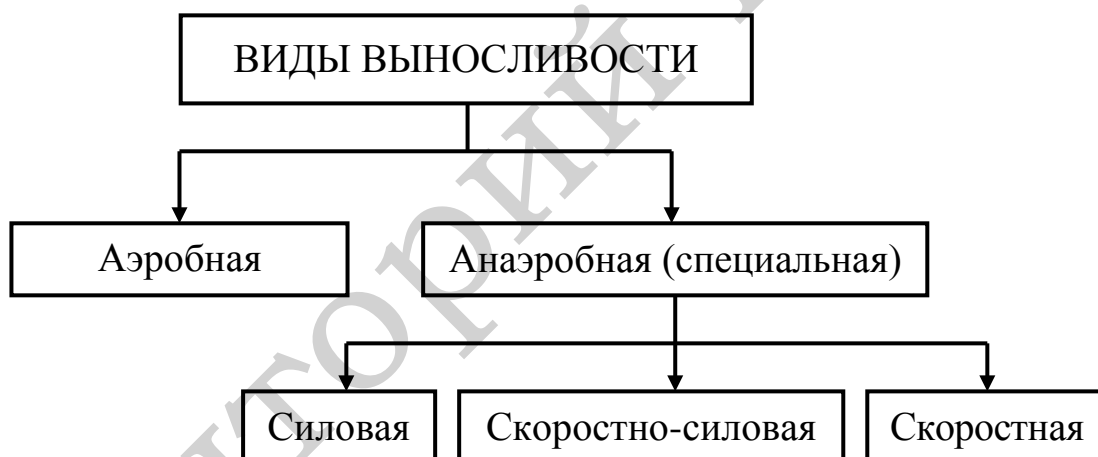 ВИДЫ ВЫНОСЛИВОСТИ
Аэробная
Анаэробная (специальная)
Силовая
Скоростно-силовая
Скоростная